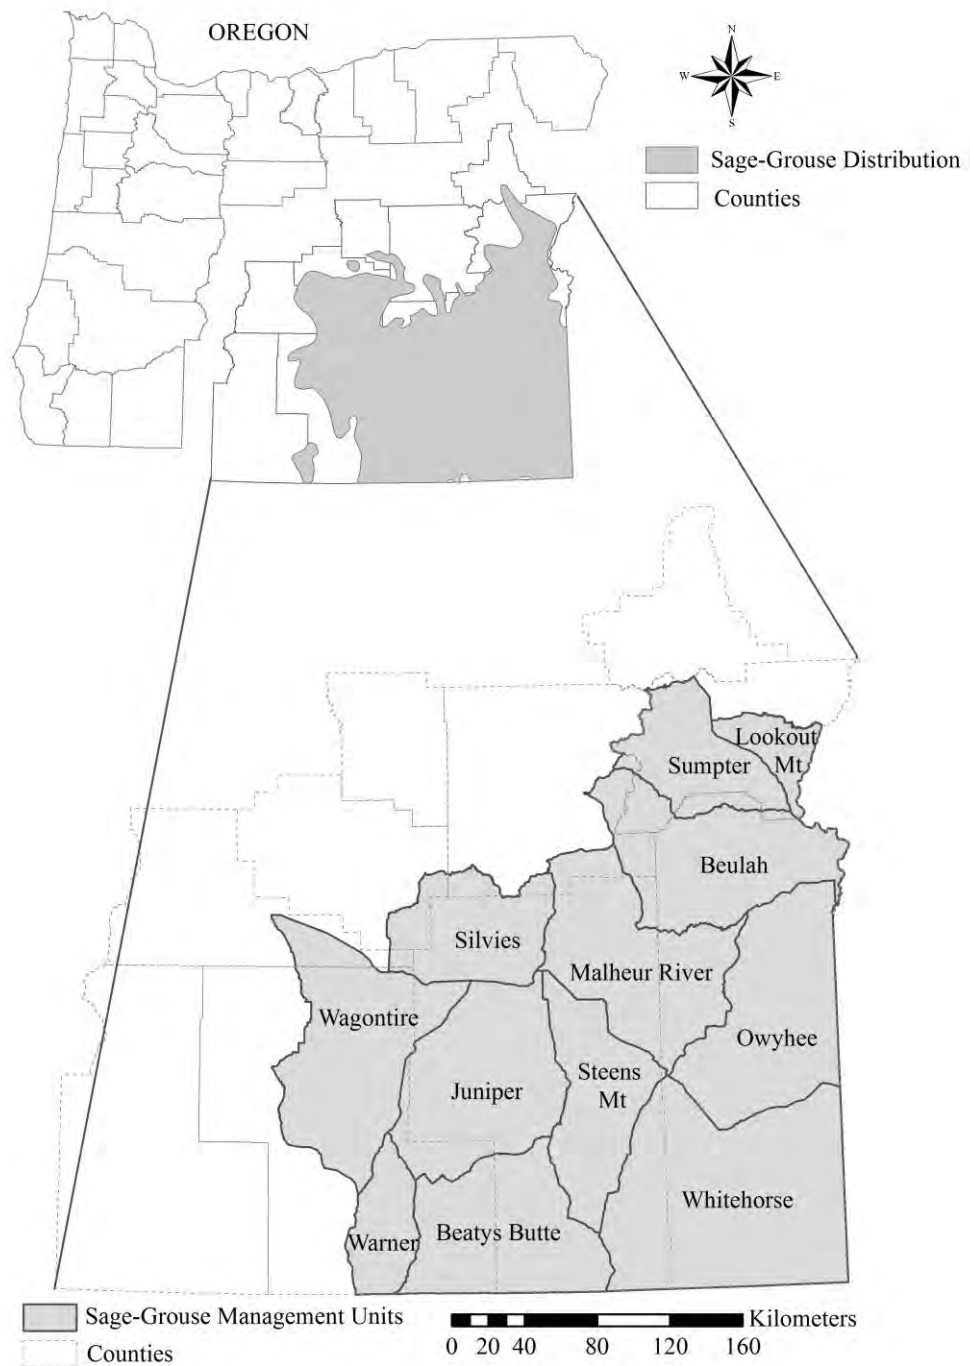 OREGON
N
W
E
S
Sage-Grouse Distribution
Counties
Lookout
Mt
Sumpter
Beulah
Silvies
Malheur River
Wagontire
Owyhee
Steens
Mt
Juniper
Whitehorse
Beatys Butte
Warner
Sage-Grouse Management Units
Counties
Kilometers
0 20 40 80 120 160